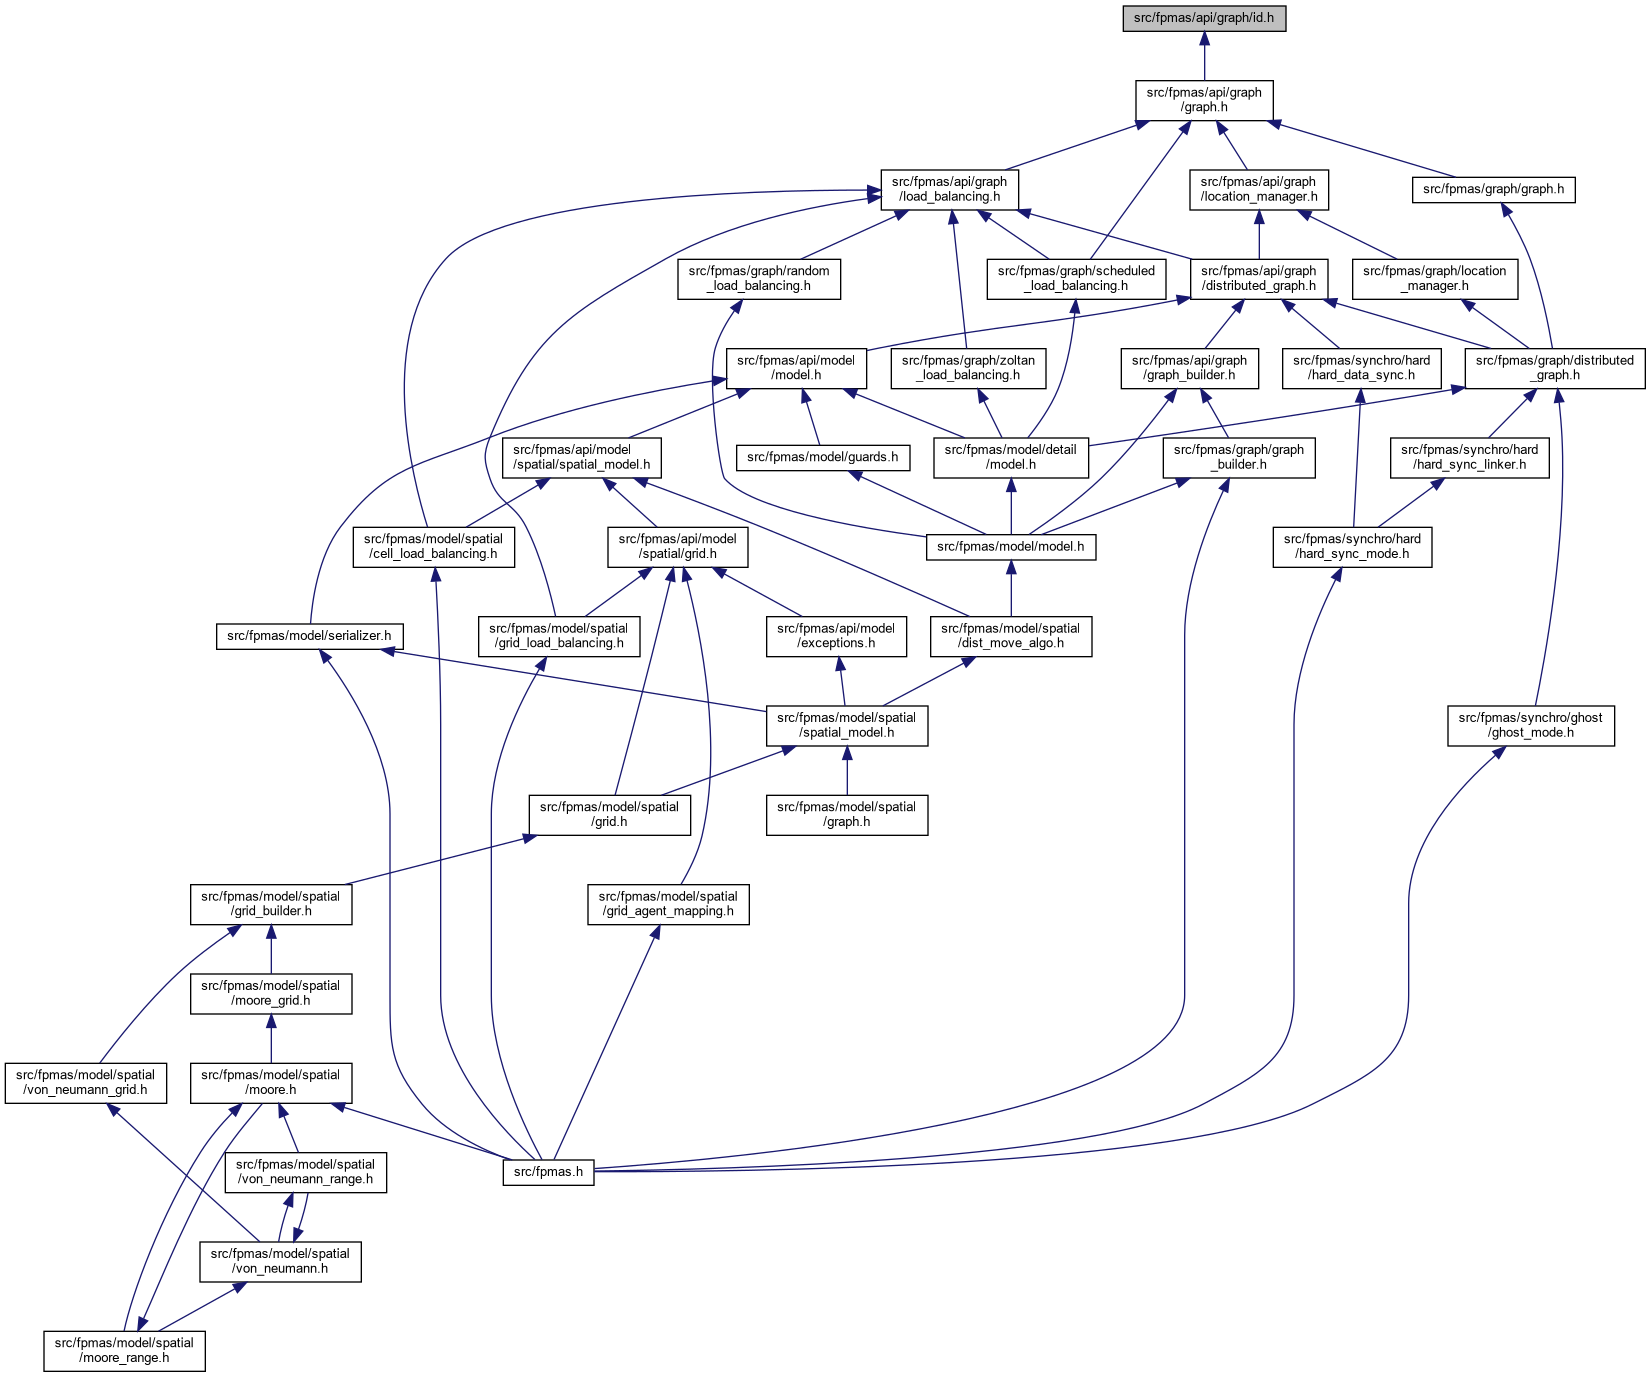 src/fpmas/api/graph/id.h
src/fpmas/api/graph
/graph.h
src/fpmas/api/graph
/load_balancing.h
src/fpmas/api/graph
/location_manager.h
src/fpmas/graph/graph.h
src/fpmas/graph/random
_load_balancing.h
src/fpmas/graph/scheduled
_load_balancing.h
src/fpmas/api/graph
/distributed_graph.h
src/fpmas/graph/location
_manager.h
src/fpmas/api/model
/model.h
src/fpmas/graph/zoltan
_load_balancing.h
src/fpmas/api/graph
/graph_builder.h
src/fpmas/synchro/hard
/hard_data_sync.h
src/fpmas/graph/distributed
_graph.h
src/fpmas/api/model
/spatial/spatial_model.h
src/fpmas/model/guards.h
src/fpmas/model/detail
/model.h
src/fpmas/graph/graph
_builder.h
src/fpmas/synchro/hard
/hard_sync_linker.h
src/fpmas/model/spatial
/cell_load_balancing.h
src/fpmas/api/model
/spatial/grid.h
src/fpmas/model/model.h
src/fpmas/synchro/hard
/hard_sync_mode.h
src/fpmas/model/serializer.h
src/fpmas/model/spatial
/grid_load_balancing.h
src/fpmas/api/model
/exceptions.h
src/fpmas/model/spatial
/dist_move_algo.h
src/fpmas/model/spatial
/spatial_model.h
src/fpmas/synchro/ghost
/ghost_mode.h
src/fpmas/model/spatial
/grid.h
src/fpmas/model/spatial
/graph.h
src/fpmas/model/spatial
/grid_builder.h
src/fpmas/model/spatial
/grid_agent_mapping.h
src/fpmas/model/spatial
/moore_grid.h
src/fpmas/model/spatial
/von_neumann_grid.h
src/fpmas/model/spatial
/moore.h
src/fpmas/model/spatial
/von_neumann_range.h
src/fpmas.h
src/fpmas/model/spatial
/von_neumann.h
src/fpmas/model/spatial
/moore_range.h